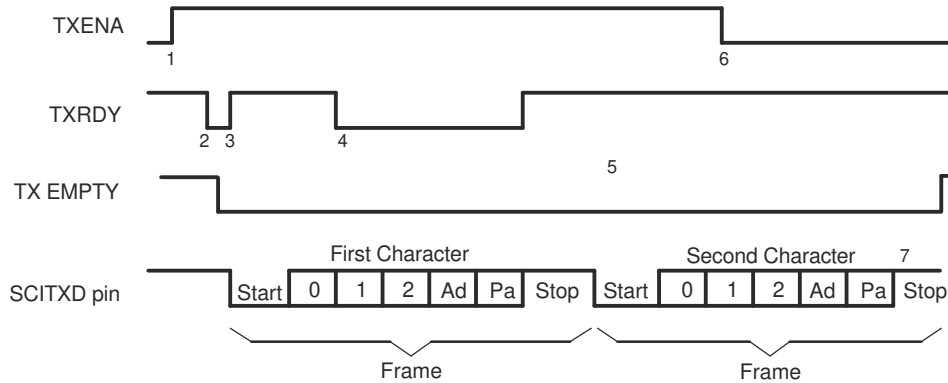 TXENA
1
6
TXRDY
2 3
4
5
TX EMPTY
First Character
Second Character
7
SCITXD pin
Start 0 1 2 Ad Pa Stop Start 0 1 2 Ad Pa Stop
Frame
Frame